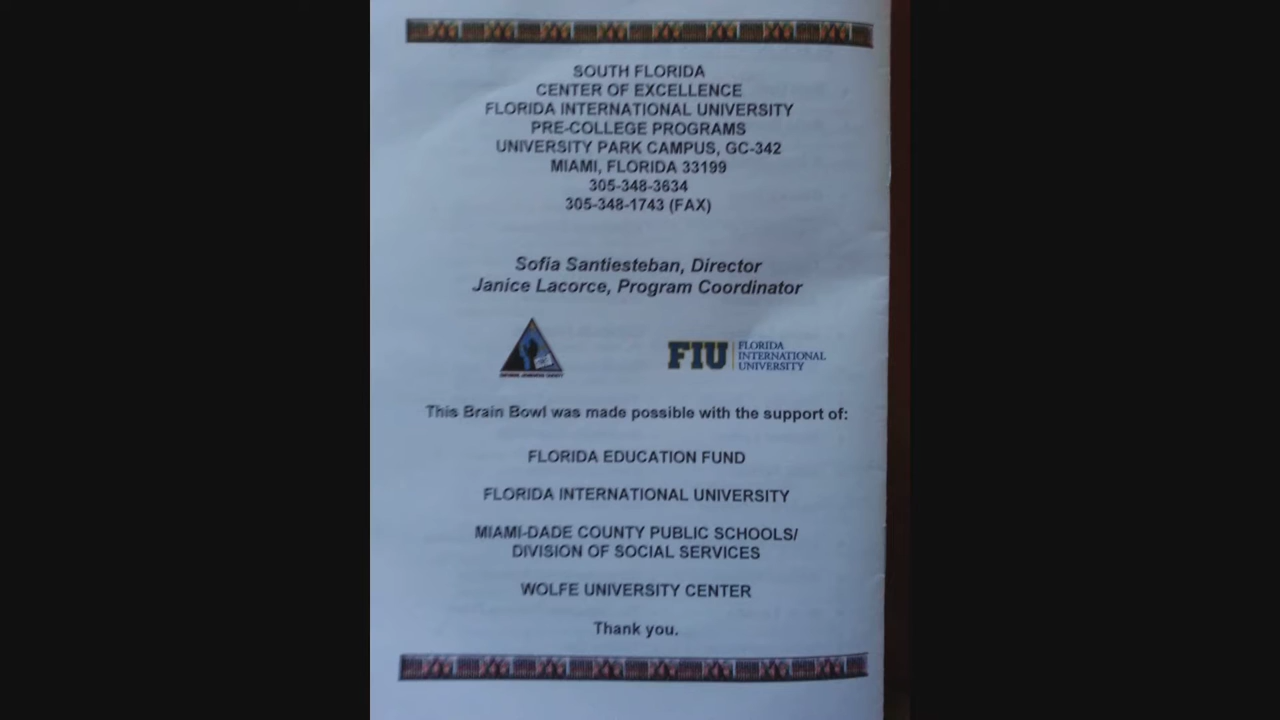 SOUTH FLORIDA
CENTER OF EXCELLENCE
FLORIDA INTERNATIONAL UNIVERSITY
PRE-COLLEGE PROGRAMS
UNIVERSITY PARK CAMPUS, GC-342
MIAMI, FLORIDA 33199
305-348-3634
305-348-1743 (FAX)
Sofia Santiesteban, Director
Janice Lacorce, Program Coordinator
FIU FLORIDA
INTERNATIONAL
UNIVERSITY
This Brain Bowl was made possible with the support of:
FLORIDA EDUCATION FUND
FLORIDA INTERNATIONAL UNIVERSITY
MIAMI-DADE COUNTY PUBLIC SCHOOLS/
DIVISION OF SOCIAL SERVICES
WOLFE UNIVERSITY CENTER
Thank you.